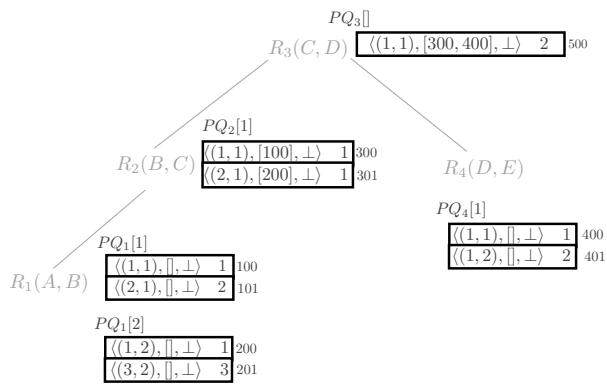 PQ₃[]
R₃(C, D)
⟨(1, 1), [300, 400], ⊥⟩ 2 500
PQ₂[1]
R₂(B, C)
⟨(1, 1), [100], ⊥⟩ 1 300
⟨(2, 1), [200], ⊥⟩ 1 301
R₄(D, E)
PQ₄[1]
⟨(1, 1), [], ⊥⟩ 1 400
⟨(1, 2), [], ⊥⟩ 2 401
PQ₁[1]
R₁(A, B)
⟨(1, 1), [], ⊥⟩ 1 100
⟨(2, 1), [], ⊥⟩ 2 101
PQ₁[2]
⟨(1, 2), [], ⊥⟩ 1 200
⟨(3, 2), [], ⊥⟩ 3 201